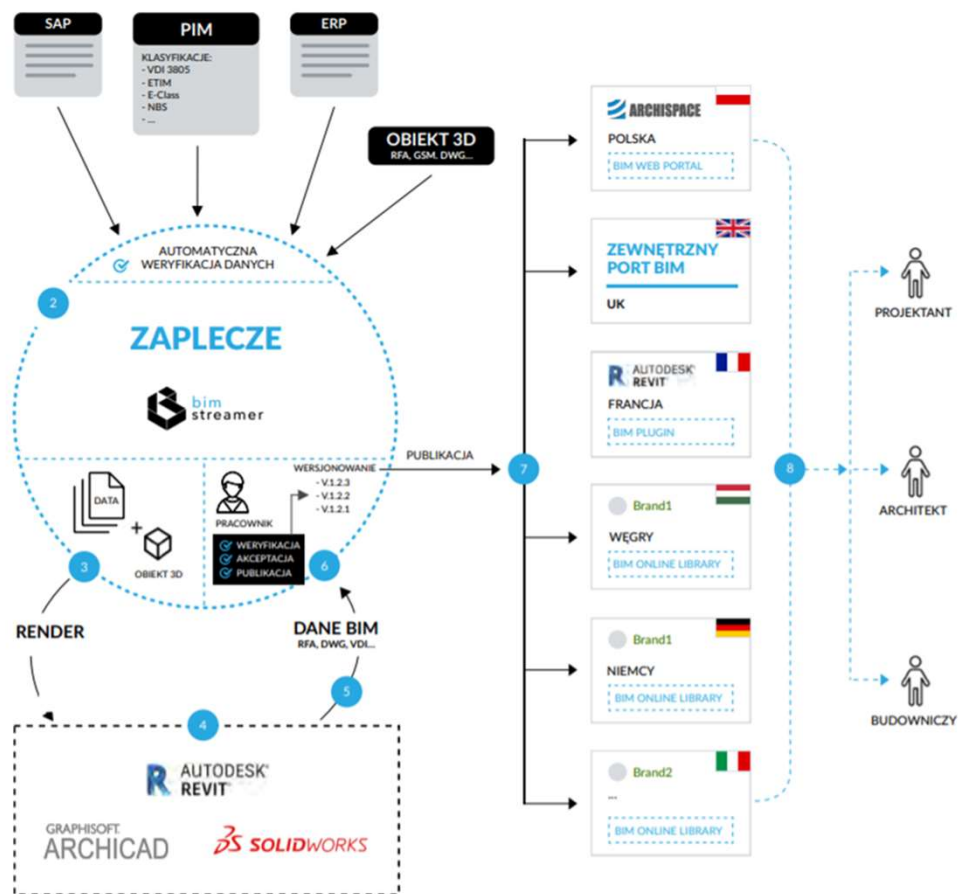 SAP
PIM
KLASYFIKACJE:
- VDI 3805
- ETIM
- E-Class
- NBS
- ...
ERP
OBIEKT 3D
RFA, GSM. DWG...
AUTOMATYCZNA
WERYFIKACJA DANYCH
2
ZAPLECZE
bim
streamer
DATA
+
OBIEKT 3D
3
PRACOWNIK
WERYFIKACJA
AKCEPTACJA
PUBLIKACJA
WERSJONOWANIE
- V.1.2.3
- V.1.2.2
- V.1.2.1
6
PUBLIKACJA
7
RENDER
DANE BIM
RFA, DWG, VDI...
5
4
AUTODESK
REVIT
GRAPHISOFT
ARCHICAD
SOLIDWORKS
ARCHISPACE
POLSKA
BIM WEB PORTAL
ZEWNĘTRZNY
PORT BIM
UK
AUTODESK
REVIT
FRANCJA
BIM PLUGIN
Brand1
WĘGRY
BIM ONLINE LIBRARY
Brand1
NIEMCY
BIM ONLINE LIBRARY
Brand2
...
BIM ONLINE LIBRARY
8
PROJEKTANT
ARCHITEKT
BUDOWNICZY